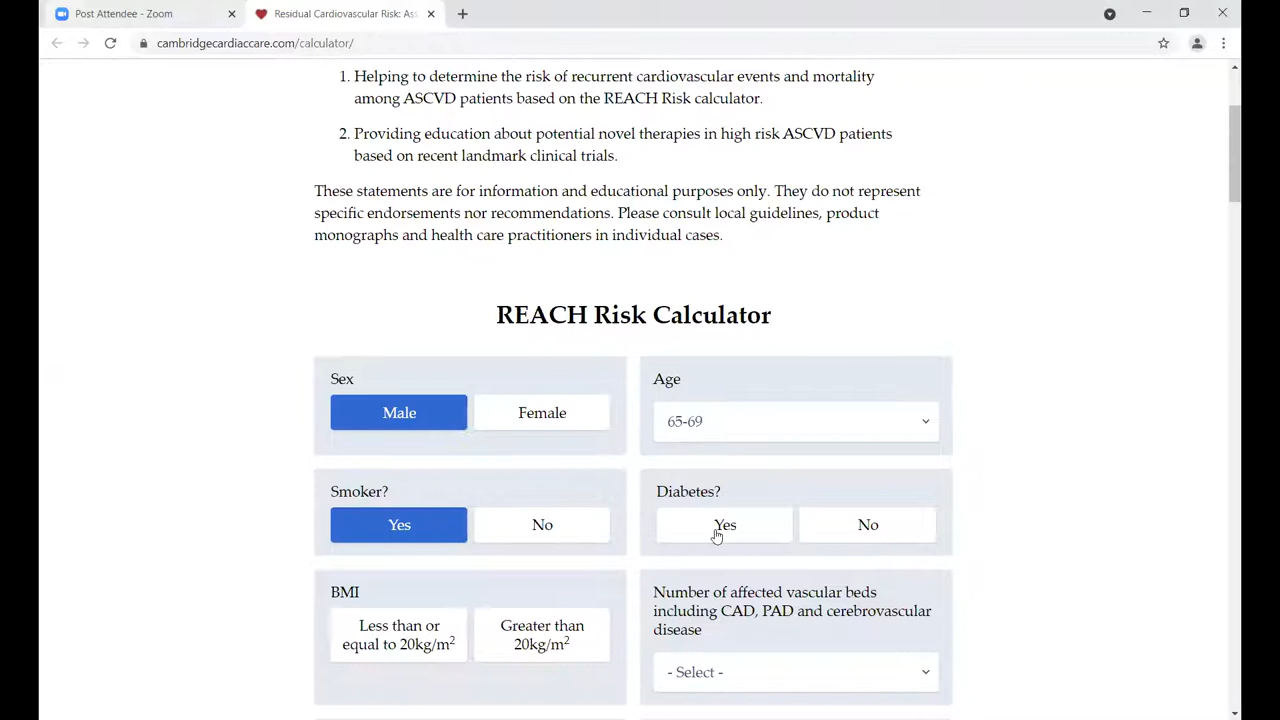 Post Attendee - Zoom
Residual Cardiovascular Risk: As
cambridgecardiaccare.com/calculator/
1. Helping to determine the risk of recurrent cardiovascular events and mortality
among ASCVD patients based on the REACH Risk calculator.
2. Providing education about potential novel therapies in high risk ASCVD patients
based on recent landmark clinical trials.
These statements are for information and educational purposes only. They do not represent
specific endorsements nor recommendations. Please consult local guidelines, product
monographs and health care practitioners in individual cases.
REACH Risk Calculator
Sex
Male Female
Age
65-69
Smoker?
Yes No
Diabetes?
Yes No
BMI
Less than or
equal to 20kg/m²
Greater than
20kg/m²
Number of affected vascular beds
including CAD, PAD and cerebrovascular
disease
- Select -